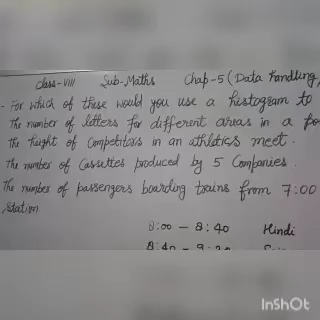 class-VIII Sub-Maths Chap-5 (Data handling)
- For which of these would you use a histogram to
The number of letters for different areas in a po
the height of Competitors in an athletics meet.
The number of Cassettes produced by 5 Companies.
The number of passengers boarding trains from 7:00
station
8:00 - 8:40 Hindi
8:40 -
InShot